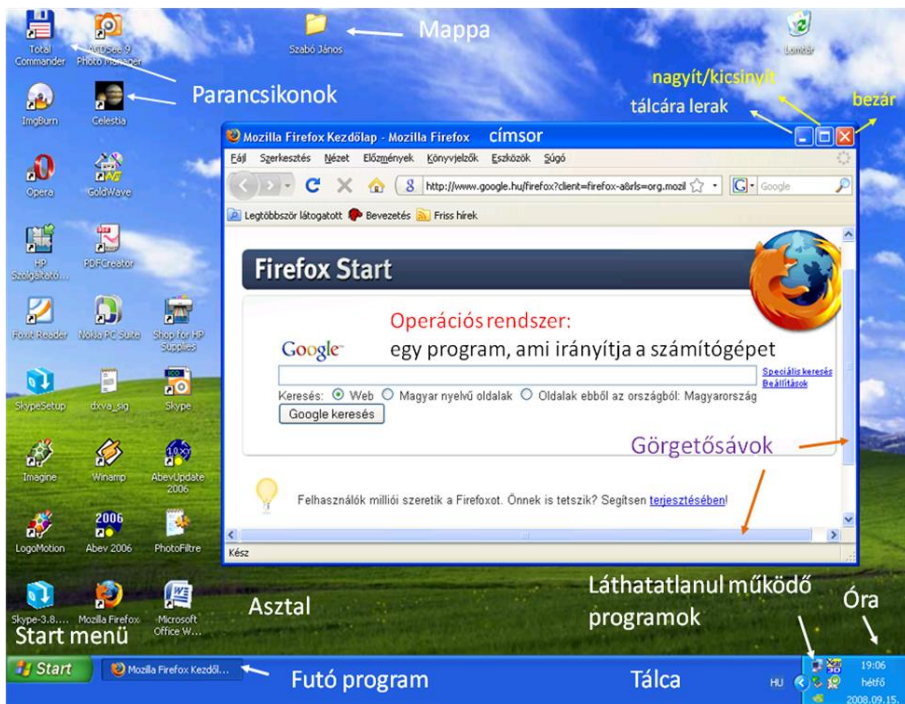 Mappa
Total Commander
ACDSee 9 Photo Manager
Szabó János
Lomtár
nagyít/kicsinyít
tálcára lerak
bezár
Parancsikonok
ImgBurn
Celestia
Mozilla Firefox Kezdőlap - Mozilla Firefox
címsor
Fájl Szerkesztés Nézet Előzmények Könyvjelzők Eszközök Súgó
http://www.google.hu/firefox?client=firefox-a&rls=org.mozil
Google
Opera
GoldWave
Legtöbbször látogatott Bevezetés Friss hírek
HP Szolgáltató...
PDFCreator
Firefox Start
Foxit Reader
Nokia PC Suite
Shop for HP Supplies
Operációs rendszer:
Google
egy program, ami irányítja a számítógépet
Speciális keresés
Beállítások
Keresés: Web Magyar nyelvű oldalak Oldalak ebből az országból: Magyarország
Google keresés
SkypeSetup
dxva_sig
Skype
Görgetősávok
Imagine
Winamp
AbevUpdate 2006
Felhasználók milliói szeretik a Firefoxot. Önnek is tetszik? Segítsen terjesztésében!
LogoMotion
Abev 2006
PhotoFiltre
Kész
Skype-3.8....
Mozilla Firefox
Microsoft Office W...
Asztal
Láthatatlanul működő
programok
Óra
Start menü
Start
Mozilla Firefox Kezdől...
Futó program
Tálca
HU
19:06
hétfő
2008.09.15.